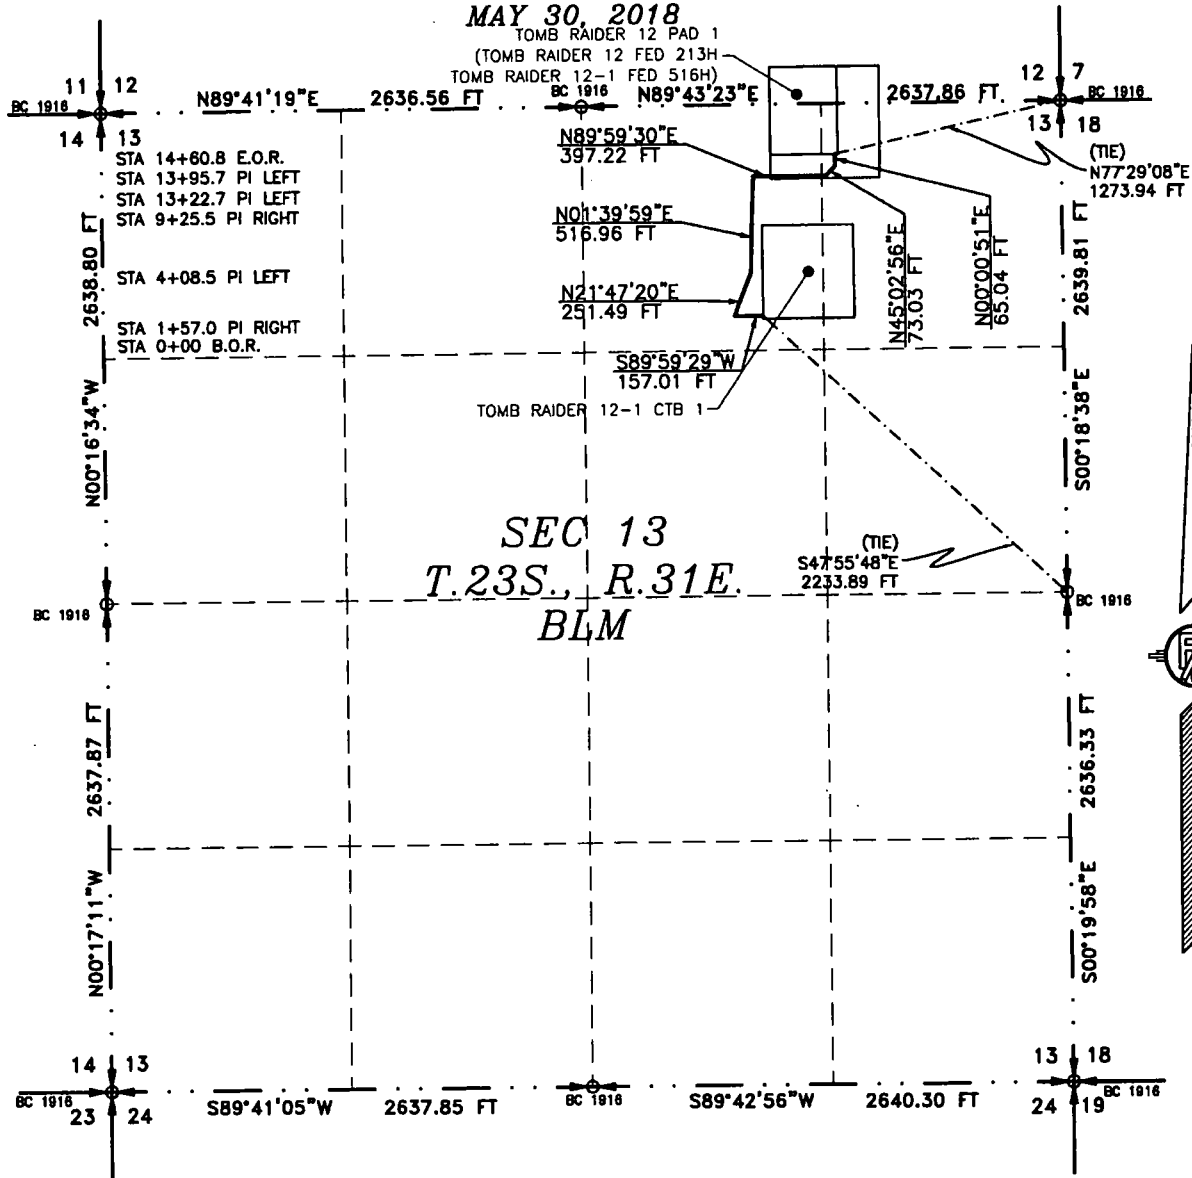 MAY 30, 2018
TOMB RAIDER 12 PAD 1
(TOMB RAIDER 12 FED 213H
TOMB RAIDER 12-1 FED 516H)
11 12
BC 1916
14 13
N89°41'19"E 2636.56 FT
BC 1916
N89°43'23"E 2637.86 FT
12 7
BC 1916
13 18
STA 14+60.8 E.O.R.
STA 13+95.7 PI LEFT
STA 13+22.7 PI LEFT
STA 9+25.5 PI RIGHT
STA 4+08.5 PI LEFT
STA 1+57.0 PI RIGHT
STA 0+00 B.O.R.
N89°59'30"E
397.22 FT
N01°39'59"E
516.96 FT
N21°47'20"E
251.49 FT
S89°59'29"W
157.01 FT
TOMB RAIDER 12-1 CTB 1
N45°02'56"E
73.03 FT
N00°00'51"E
65.04 FT
(TIE)
N77°29'08"E
1273.94 FT
N00°16'34"W 2638.80 FT
S00°18'38"E 2639.81 FT
SEC 13
T.23S., R.31E.
BLM
(TIE)
S47°55'48"E
2233.89 FT
BC 1916
BC 1916
N00°17'11"W 2637.87 FT
S00°19'58"E 2636.33 FT
14 13
BC 1916
23 24
S89°41'05"W 2637.85 FT
BC 1916
S89°42'56"W 2640.30 FT
13 18
BC 1916
24 19